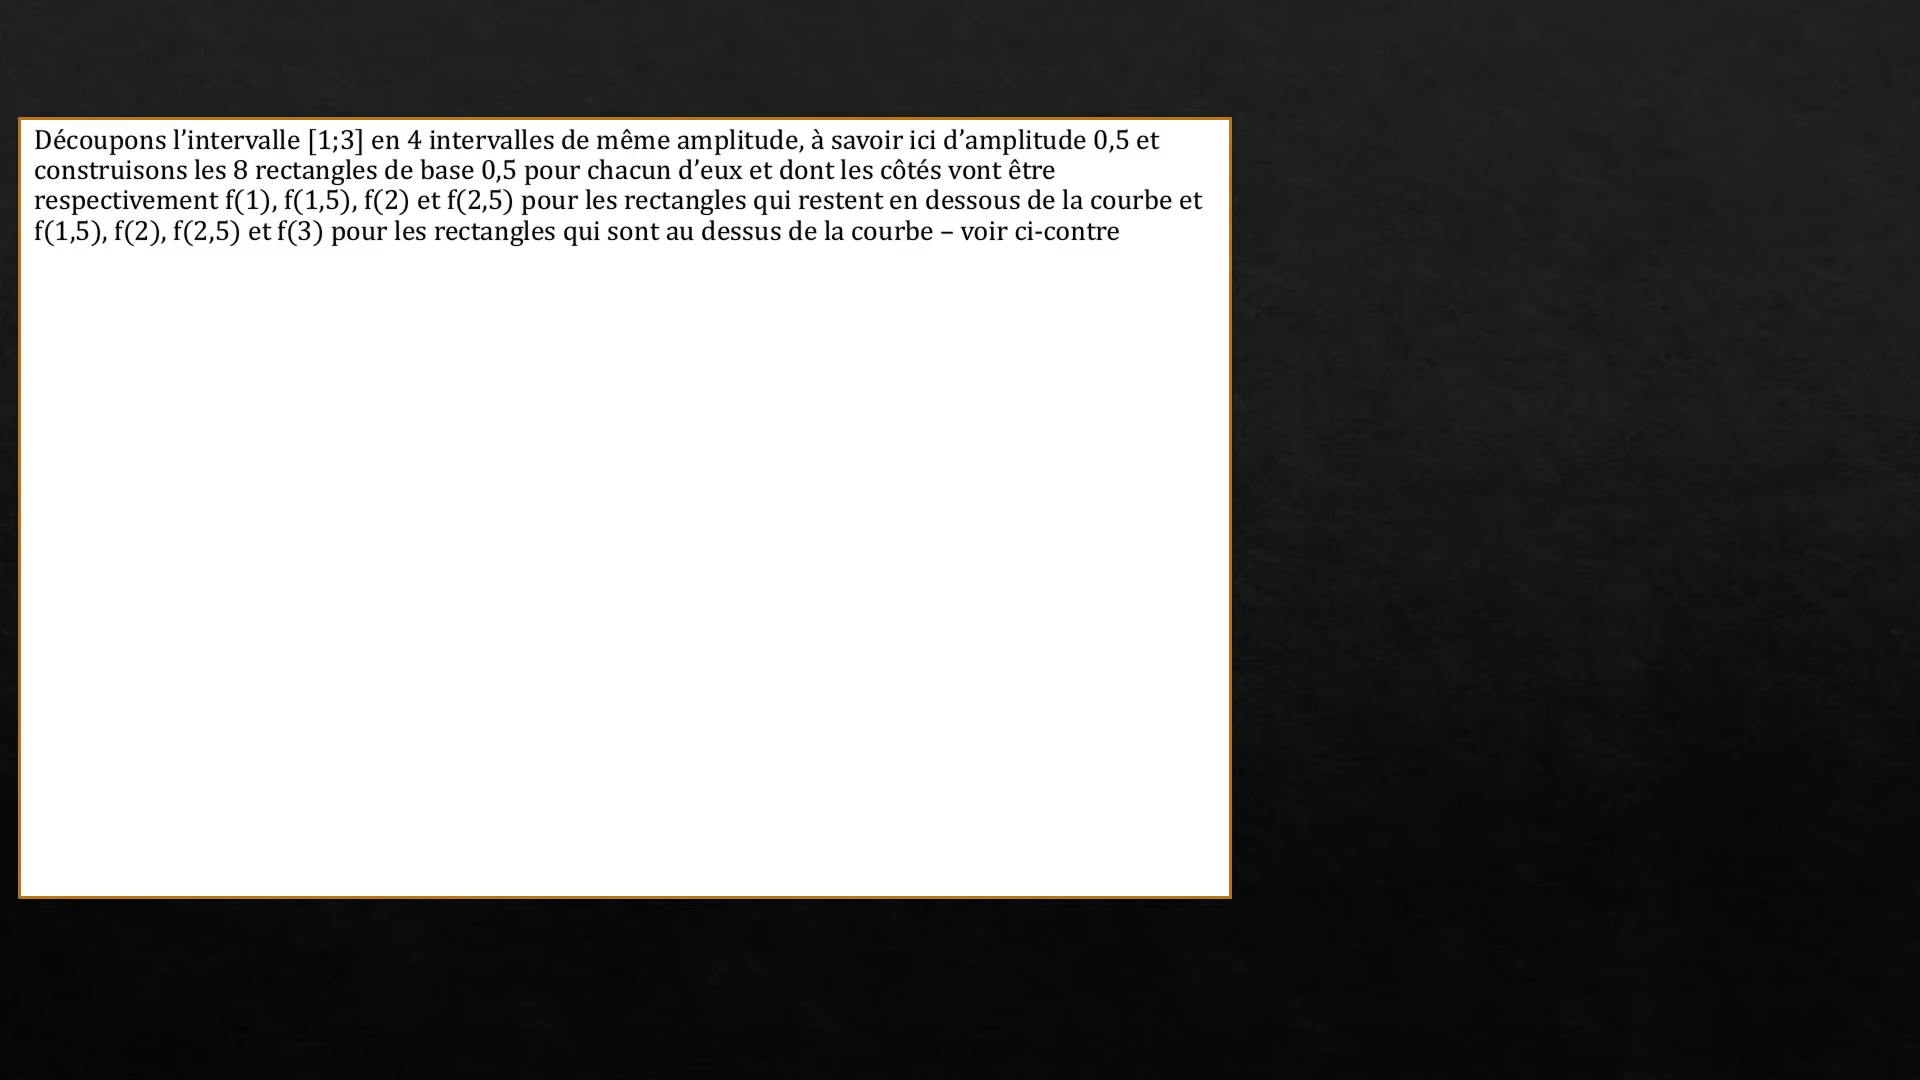 Découpons l’intervalle [1;3] en 4 intervalles de même amplitude, à savoir ici d’amplitude 0,5 et
construisons les 8 rectangles de base 0,5 pour chacun d’eux et dont les côtés vont être
respectivement f(1), f(1,5), f(2) et f(2,5) pour les rectangles qui restent en dessous de la courbe et
f(1,5), f(2), f(2,5) et f(3) pour les rectangles qui sont au dessus de la courbe – voir ci-contre